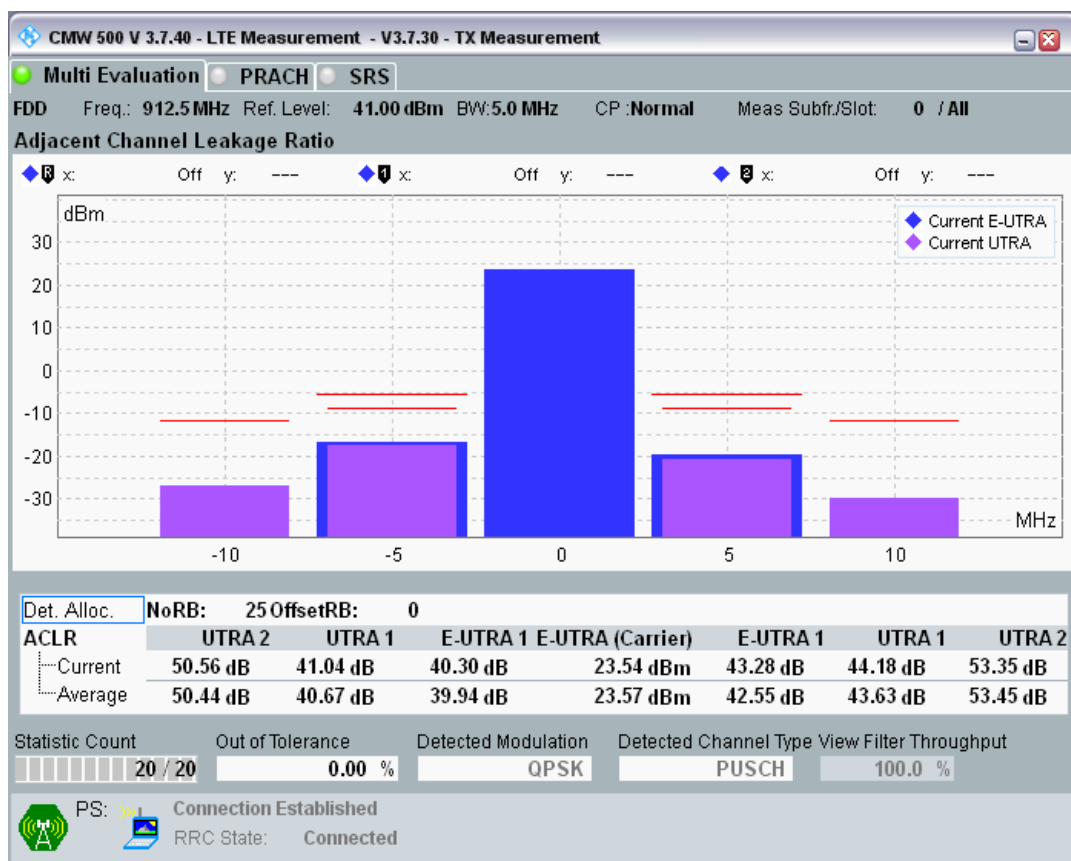 CMW 500 V 3.7.40 - LTE Measurement - V3.7.30 - TX Measurement
Multi Evaluation PRACH SRS
FDD Freq.: 912.5 MHz Ref. Level: 41.00 dBm BW:5.0 MHz CP :Normal Meas Subfr./Slot: 0 / All
Adjacent Channel Leakage Ratio
R x: Off y: --- 1 x: Off y: --- 2 x: Off y: ---
dBm
Current E-UTRA
Current UTRA
30
20
10
0
-10
-20
-30
MHz
-10 -5 0 5 10
Det. Alloc. NoRB: 25 OffsetRB: 0
ACLR UTRA 2 UTRA 1 E-UTRA 1 E-UTRA (Carrier) E-UTRA 1 UTRA 1 UTRA 2
Current 50.56 dB 41.04 dB 40.30 dB 23.54 dBm 43.28 dB 44.18 dB 53.35 dB
Average 50.44 dB 40.67 dB 39.94 dB 23.57 dBm 42.55 dB 43.63 dB 53.45 dB
Statistic Count Out of Tolerance Detected Modulation Detected Channel Type View Filter Throughput
20 / 20 0.00 % QPSK PUSCH 100.0 %
PS: Connection Established
RRC State: Connected